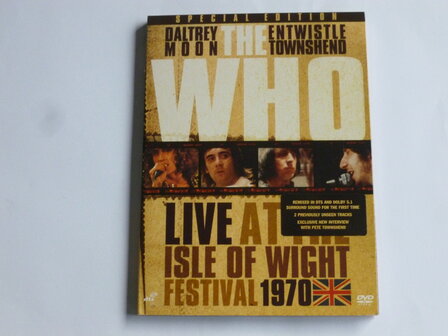 SPECIAL EDITION
DALTREY THE ENTWISTLE
MOON TOWNSHEND
WHO
REMIXED IN DTS AND DOLBY 5.1
SURROUND SOUND FOR THE FIRST TIME
2 PREVIOUSLY UNSEEN TRACKS
EXCLUSIVE NEW INTERVIEW
WITH PETE TOWNSHEND
LIVE AT THE
ISLE OF WIGHT
FESTIVAL 1970
DVD